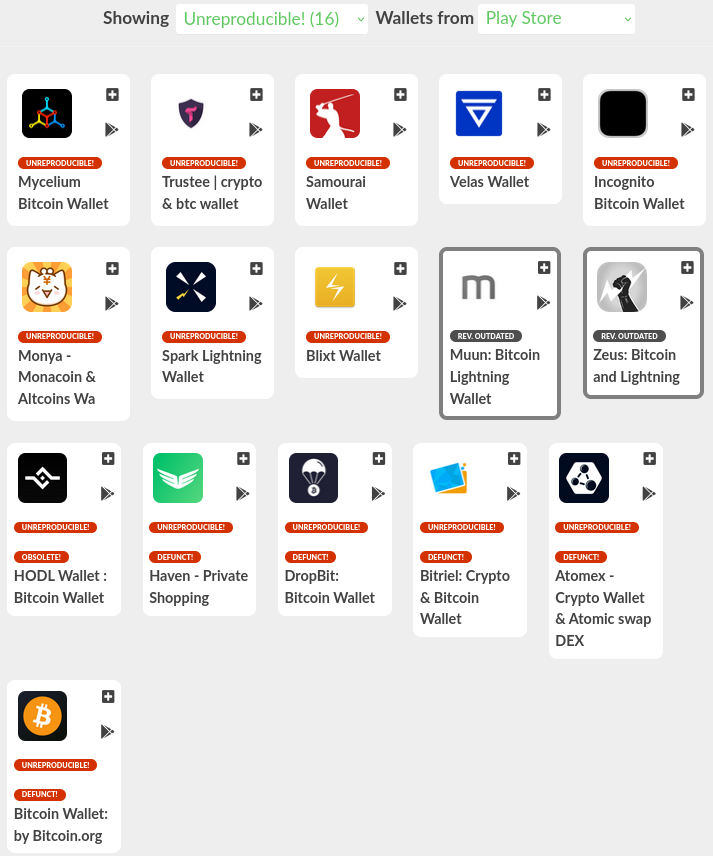 Showing Unreproducible! (16) Wallets from Play Store
UNREPRODUCIBLE!
Mycelium
Bitcoin Wallet
UNREPRODUCIBLE!
Trustee | crypto
& btc wallet
UNREPRODUCIBLE!
Samourai
Wallet
UNREPRODUCIBLE!
Velas Wallet
UNREPRODUCIBLE!
Incognito
Bitcoin Wallet
UNREPRODUCIBLE!
Monya -
Monacoin &
Altcoins Wa
UNREPRODUCIBLE!
Spark Lightning
Wallet
UNREPRODUCIBLE!
Blixt Wallet
m
REV. OUTDATED
Muun: Bitcoin
Lightning
Wallet
REV. OUTDATED
Zeus: Bitcoin
and Lightning
UNREPRODUCIBLE!
OBSOLETE!
HODL Wallet :
Bitcoin Wallet
UNREPRODUCIBLE!
DEFUNCT!
Haven - Private
Shopping
UNREPRODUCIBLE!
DEFUNCT!
DropBit:
Bitcoin Wallet
UNREPRODUCIBLE!
DEFUNCT!
Bitriel: Crypto
& Bitcoin
Wallet
UNREPRODUCIBLE!
DEFUNCT!
Atomex -
Crypto Wallet
& Atomic swap
DEX
UNREPRODUCIBLE!
DEFUNCT!
Bitcoin Wallet:
by Bitcoin.org